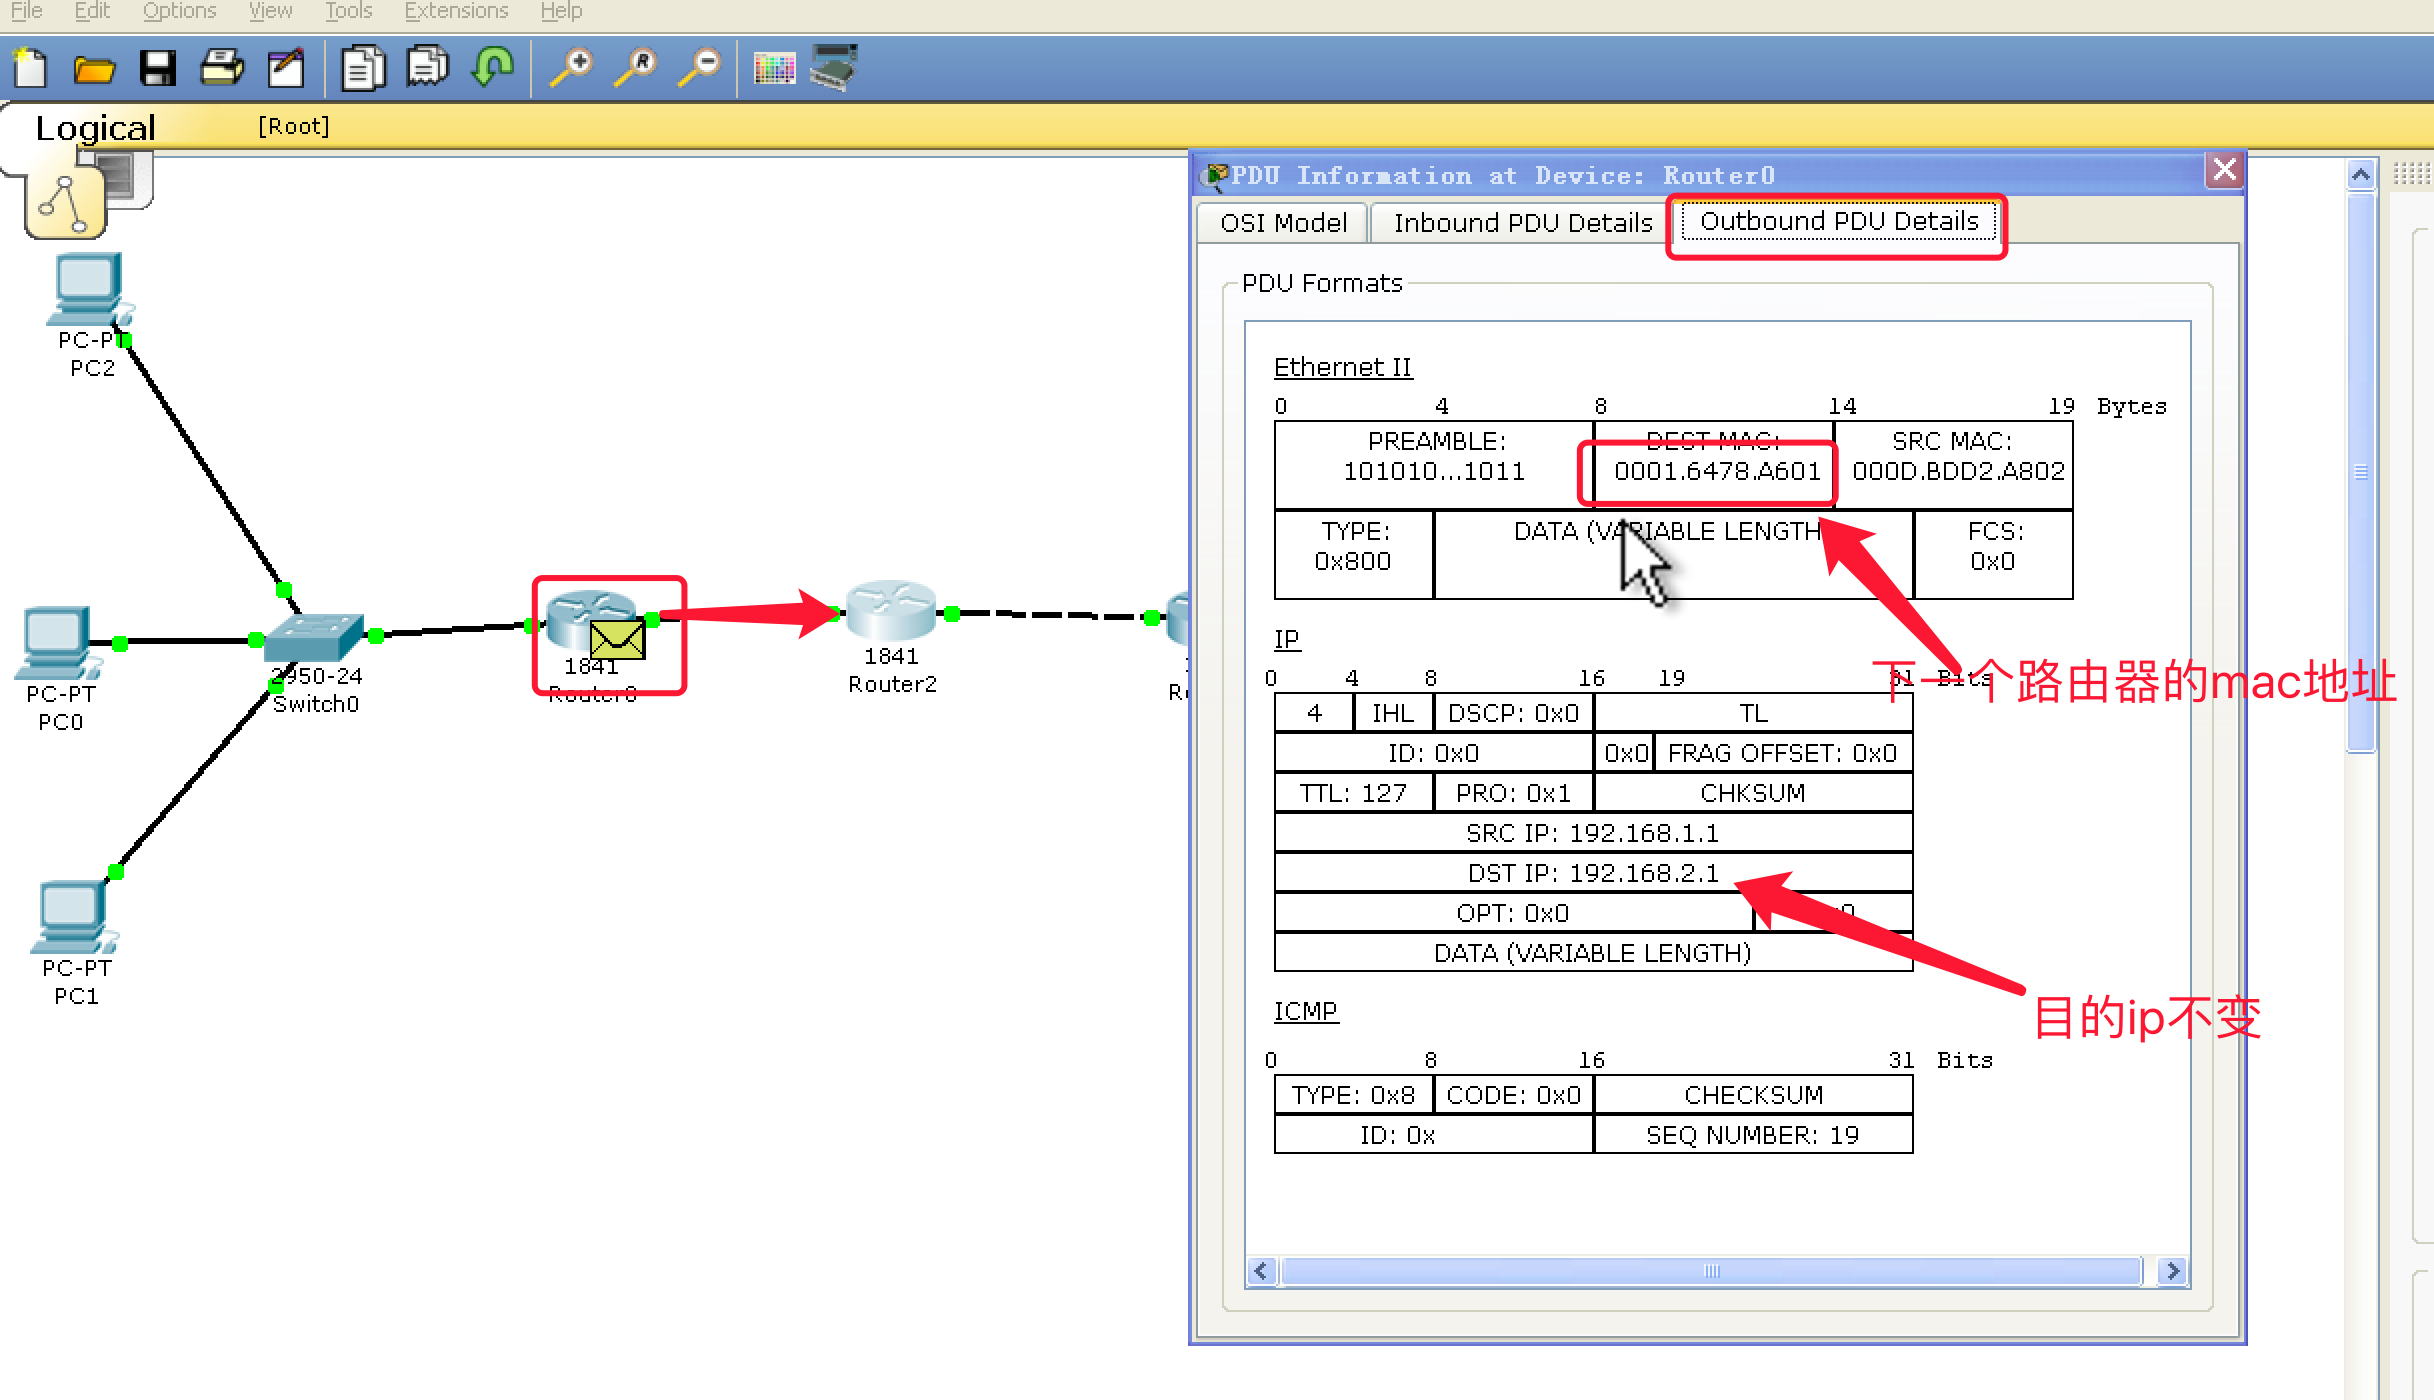 File Edit Options View Tools Extensions Help
Logical [Root]
PC-PT
PC2
PC-PT
PC0
PC-PT
PC1
2950-24
Switch0
1841
Router0
1841
Router2
PDU Information at Device: Router0
OSI Model Inbound PDU Details Outbound PDU Details
PDU Formats
Ethernet II
0 4 8 14 19 Bytes
PREAMBLE: DEST MAC: SRC MAC:
101010...1011 0001.6478.A601 000D.BDD2.A802
TYPE: DATA (VARIABLE LENGTH FCS:
0x800 0x0
IP
0 4 8 16 19 31 Bits
下一个路由器的mac地址
4 IHL DSCP: 0x0 TL
ID: 0x0 0x0 FRAG OFFSET: 0x0
TTL: 127 PRO: 0x1 CHKSUM
SRC IP: 192.168.1.1
DST IP: 192.168.2.1
OPT: 0x0
DATA (VARIABLE LENGTH)
目的ip不变
ICMP
0 8 16 31 Bits
TYPE: 0x8 CODE: 0x0 CHECKSUM
ID: 0x SEQ NUMBER: 19